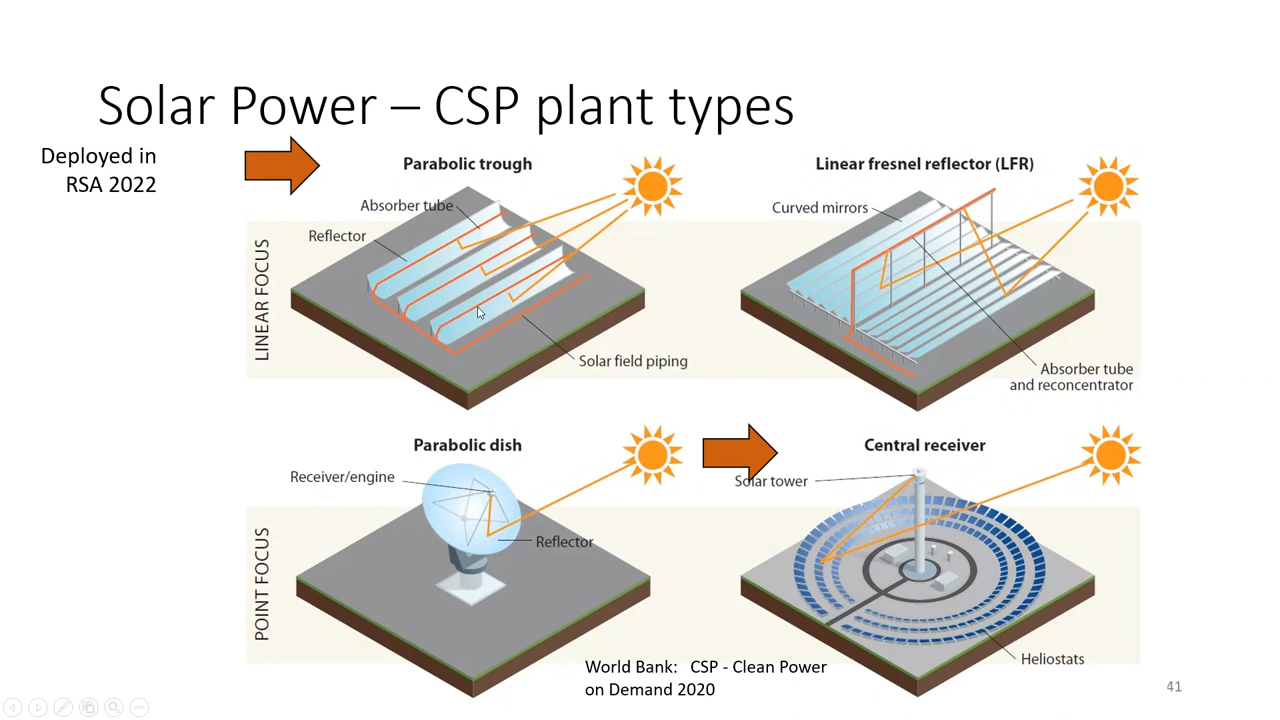 Solar Power – CSP plant types
Deployed in
RSA 2022
Parabolic trough
Absorber tube
Reflector
Solar field piping
LINEAR FOCUS
Linear fresnel reflector (LFR)
Curved mirrors
Absorber tube
and reconcentrator
Parabolic dish
Receiver/engine
Reflector
POINT FOCUS
Central receiver
Solar tower
Heliostats
World Bank: CSP - Clean Power
on Demand 2020
41